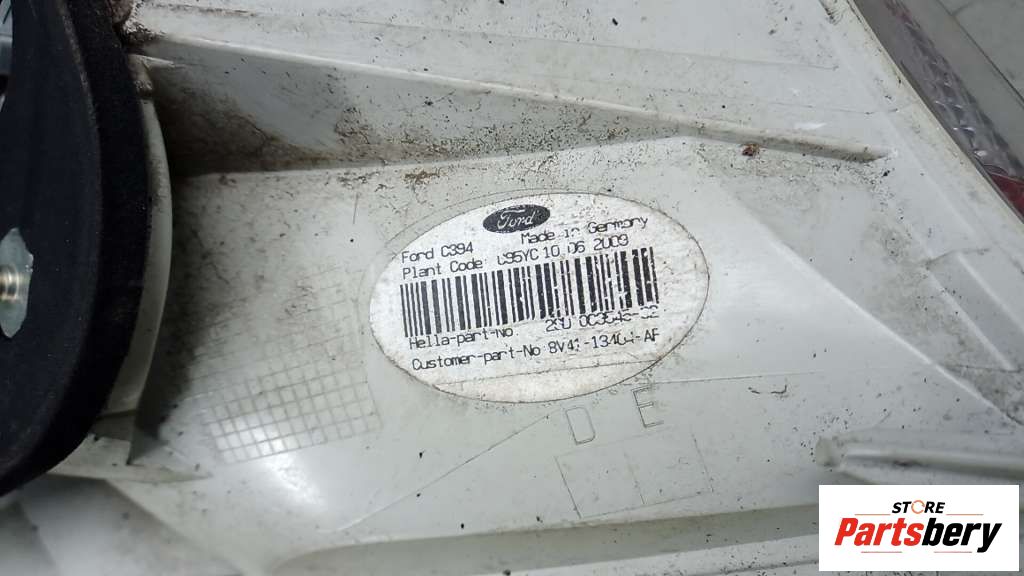 Ford
Made in Germany
Ford C394
Plant Code 10.06 2009
Hella-part-No
Customer-part-No
D E
STORE
Partsbery